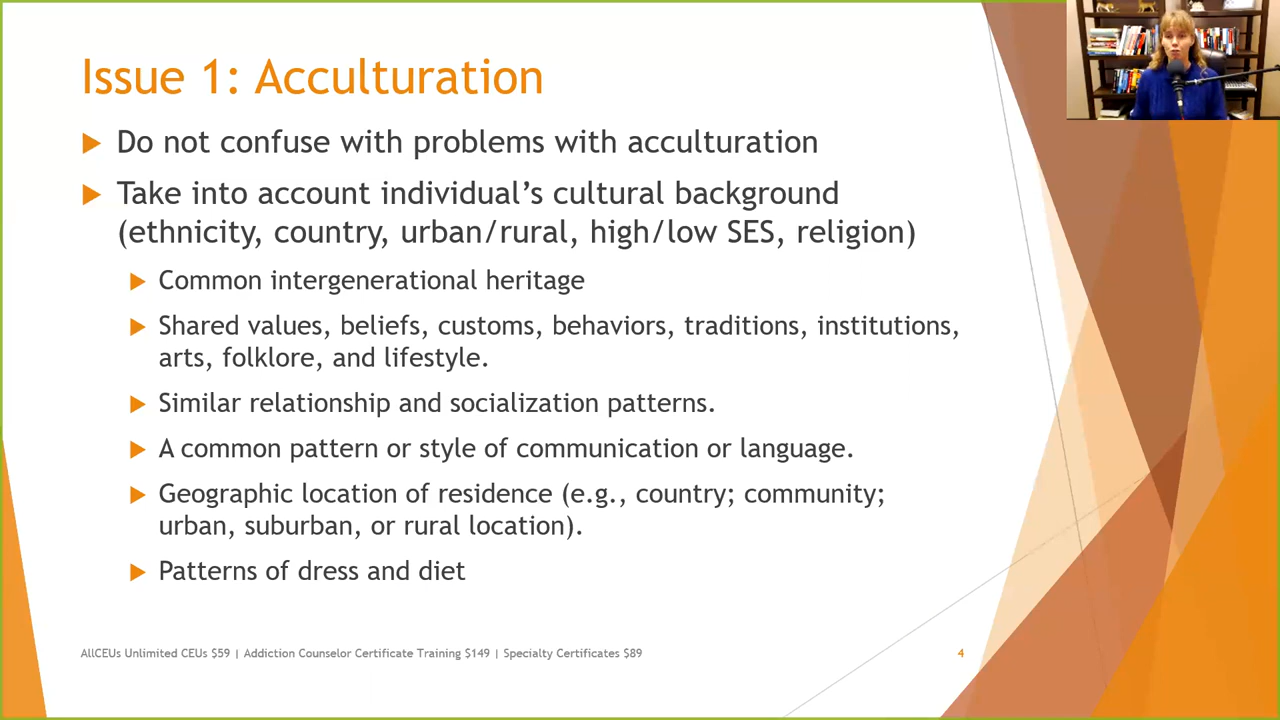 Issue 1: Acculturation
Do not confuse with problems with acculturation
Take into account individual’s cultural background
(ethnicity, country, urban/rural, high/low SES, religion)
Common intergenerational heritage
Shared values, beliefs, customs, behaviors, traditions, institutions,
arts, folklore, and lifestyle.
Similar relationship and socialization patterns.
A common pattern or style of communication or language.
Geographic location of residence (e.g., country; community;
urban, suburban, or rural location).
Patterns of dress and diet
AllCEUs Unlimited CEUs $59 | Addiction Counselor Certificate Training $149 | Specialty Certificates $89
4